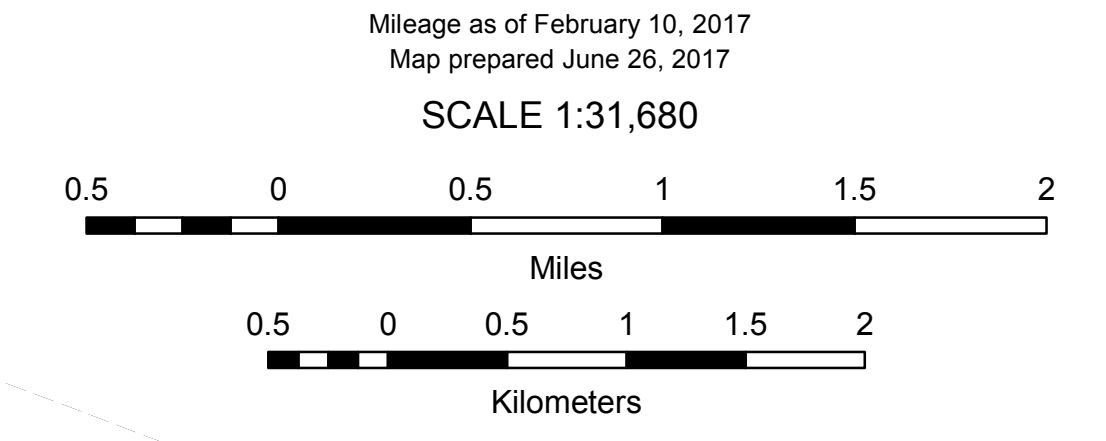 Mileage as of February 10, 2017
Map prepared June 26, 2017
SCALE 1:31,680
0.5 0 0.5 1 1.5 2
Miles
0.5 0 0.5 1 1.5 2
Kilometers